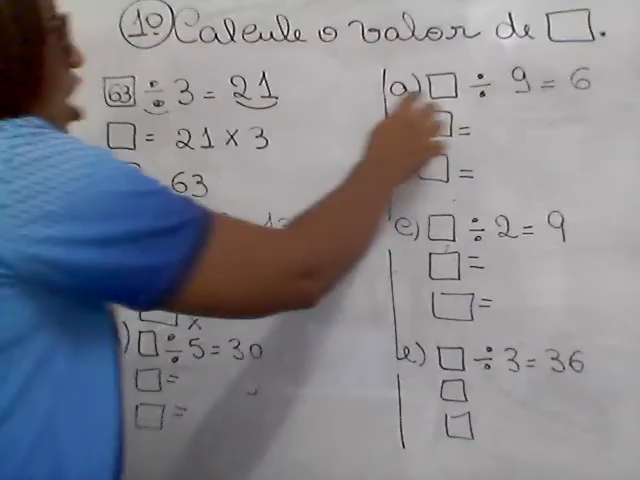 1º) Calcule o valor de □.
63 ÷ 3 = 21
□ = 21 x 3
63
) □ ÷ 5 = 30
□ =
□ =
a) □ ÷ 9 = 6
□ =
□ =
c) □ ÷ 2 = 9
□ =
□ =
e) □ ÷ 3 = 36
□
□